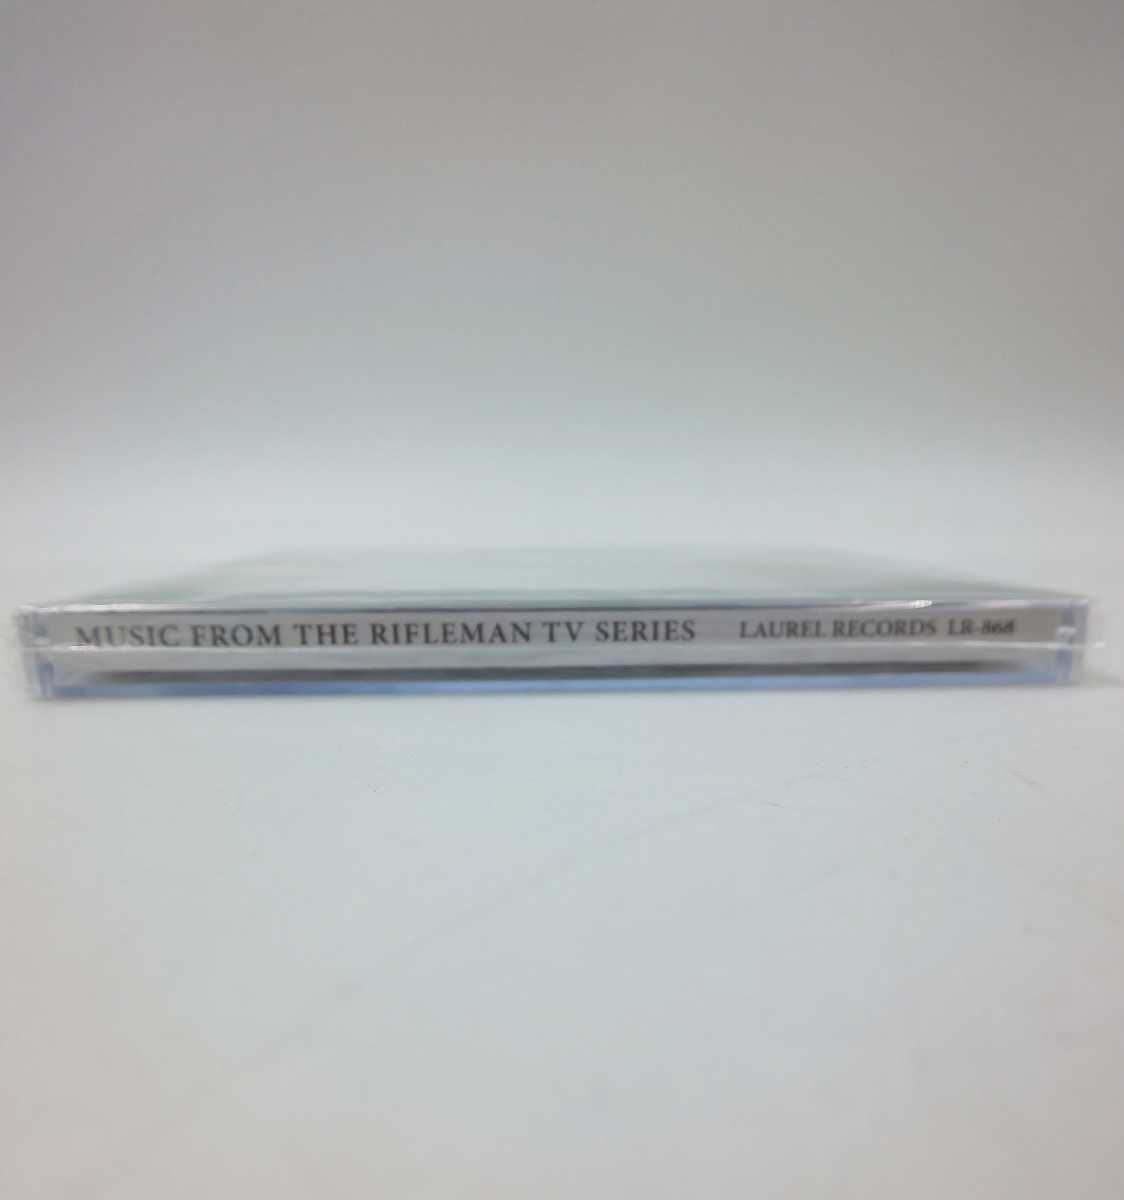 MUSIC FROM THE RIFLEMAN TV SERIES LAUREL RECORDS LR-868